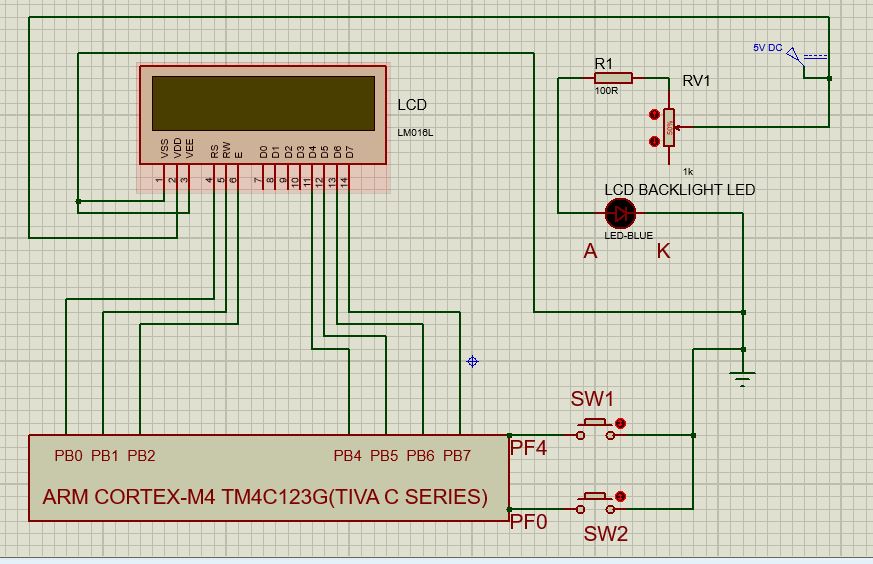 5V DC
R1
100R
RV1
50%
1k
LCD
LM016L
VSS
VDD
VEE
RS
RW
E
D0
D1
D2
D3
D4
D5
D6
D7
1
2
3
4
5
6
7
8
9
10
11
12
13
14
LCD BACKLIGHT LED
LED-BLUE
A
K
SW1
PB0 PB1 PB2 PB4 PB5 PB6 PB7
PF4
ARM CORTEX-M4 TM4C123G(TIVA C SERIES)
PF0
SW2